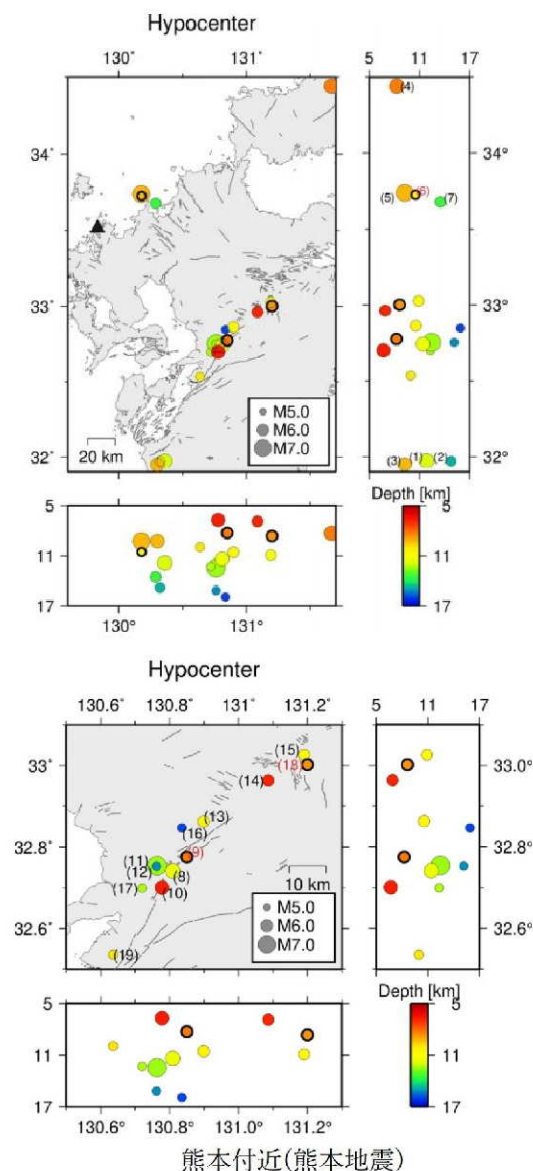 Hypocenter
130° 131° 5 11 17
(4)
34° 34°
(5) (6) (7)
33° 33°
M5.0
M6.0
M7.0
20 km
32° (3) (1) (2) 32°
Depth [km]
5 5
11 11
17 17
130° 131°
Hypocenter
130.6° 130.8° 131.0° 131.2° 5 11 17
(15)
33° (18) 33.0°
(14)
(13)
(16)
32.8° (9) 32.8°
(11)
(12) (8)
(17) (10)
10 km
M5.0
M6.0
M7.0
32.6° 32.6°
(19)
Depth [km]
5 5
11 11
17 17
130.6° 130.8° 131.0° 131.2°
熊本付近(熊本地震)